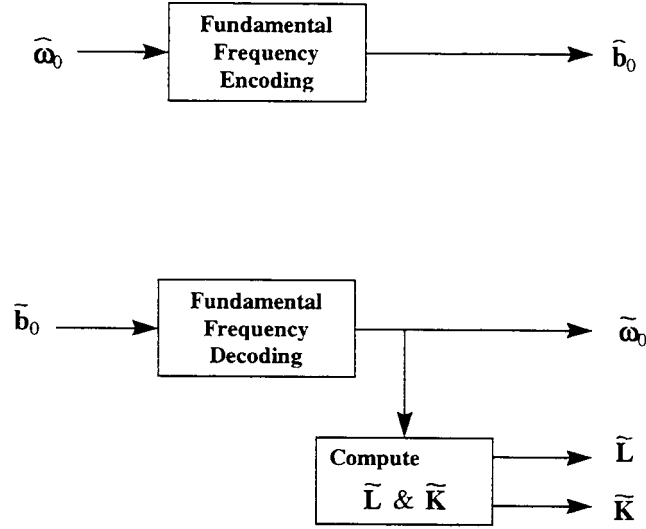 Fundamental
Frequency
Encoding
ω̂₀
b̂₀
Fundamental
Frequency
Decoding
b̃₀
ω̃₀
Compute
L̃ & K̃
L̃
K̃